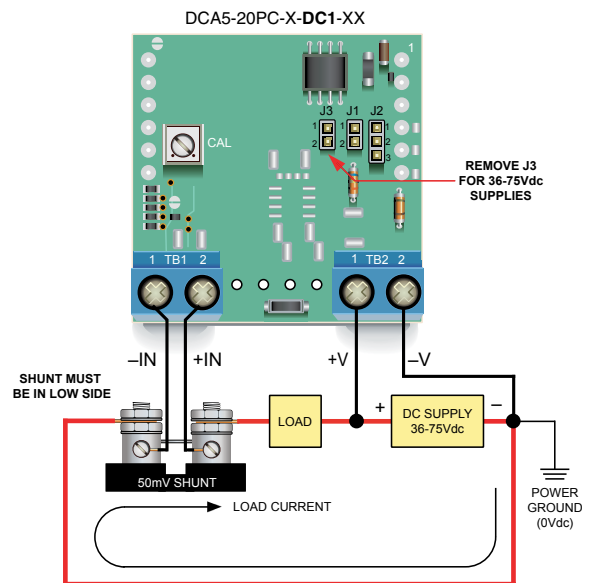 DCA5-20PC-X-DC1-XX
1
J3 J1 J2
1 1 1
2 2 2
3
CAL
REMOVE J3
FOR 36-75Vdc
SUPPLIES
1 TB1 2
1 TB2 2
–IN +IN
+V –V
SHUNT MUST
BE IN LOW SIDE
LOAD
+ DC SUPPLY –
36-75Vdc
50mV SHUNT
LOAD CURRENT
POWER
GROUND
(0Vdc)